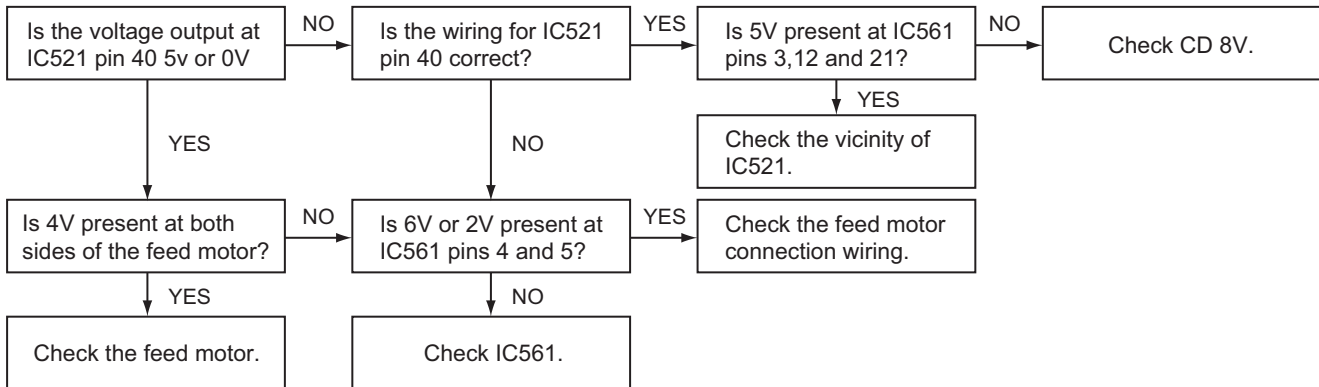 Is the voltage output at
IC521 pin 40 5v or 0V
NO
Is the wiring for IC521
pin 40 correct?
YES
Is 5V present at IC561
pins 3,12 and 21?
NO
Check CD 8V.
YES
NO
YES
Check the vicinity of
IC521.
Is 4V present at both
sides of the feed motor?
NO
Is 6V or 2V present at
IC561 pins 4 and 5?
YES
Check the feed motor
connection wiring.
YES
NO
Check the feed motor.
Check IC561.